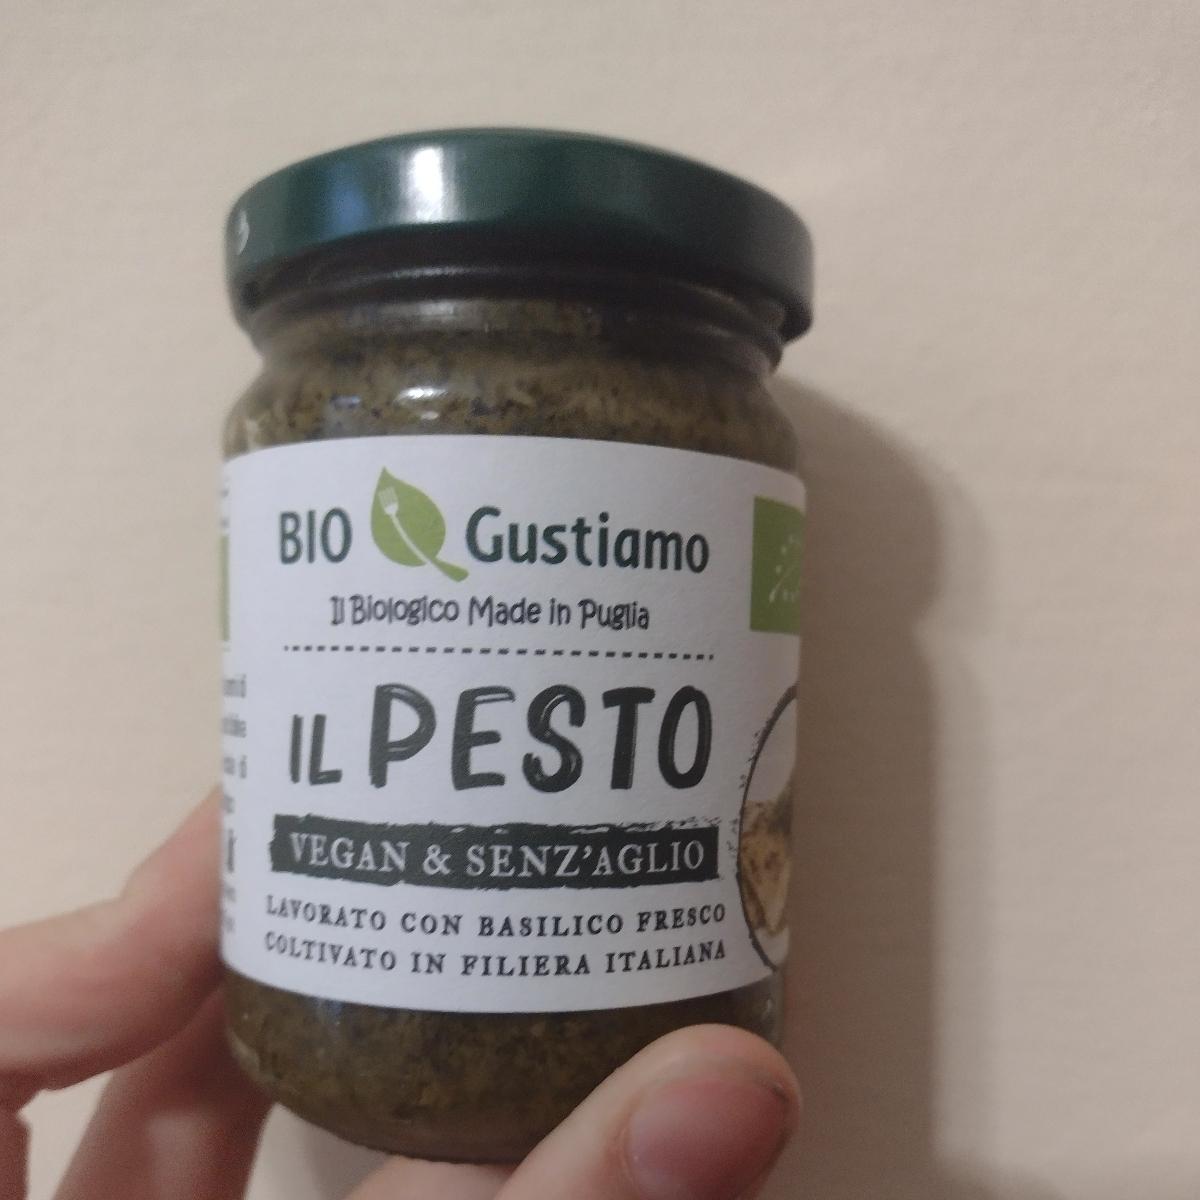 BIO Gustiamo
Il Biologico Made in Puglia
IL PESTO
VEGAN & SENZ'AGLIO
LAVORATO CON BASILICO FRESCO
COLTIVATO IN FILIERA ITALIANA